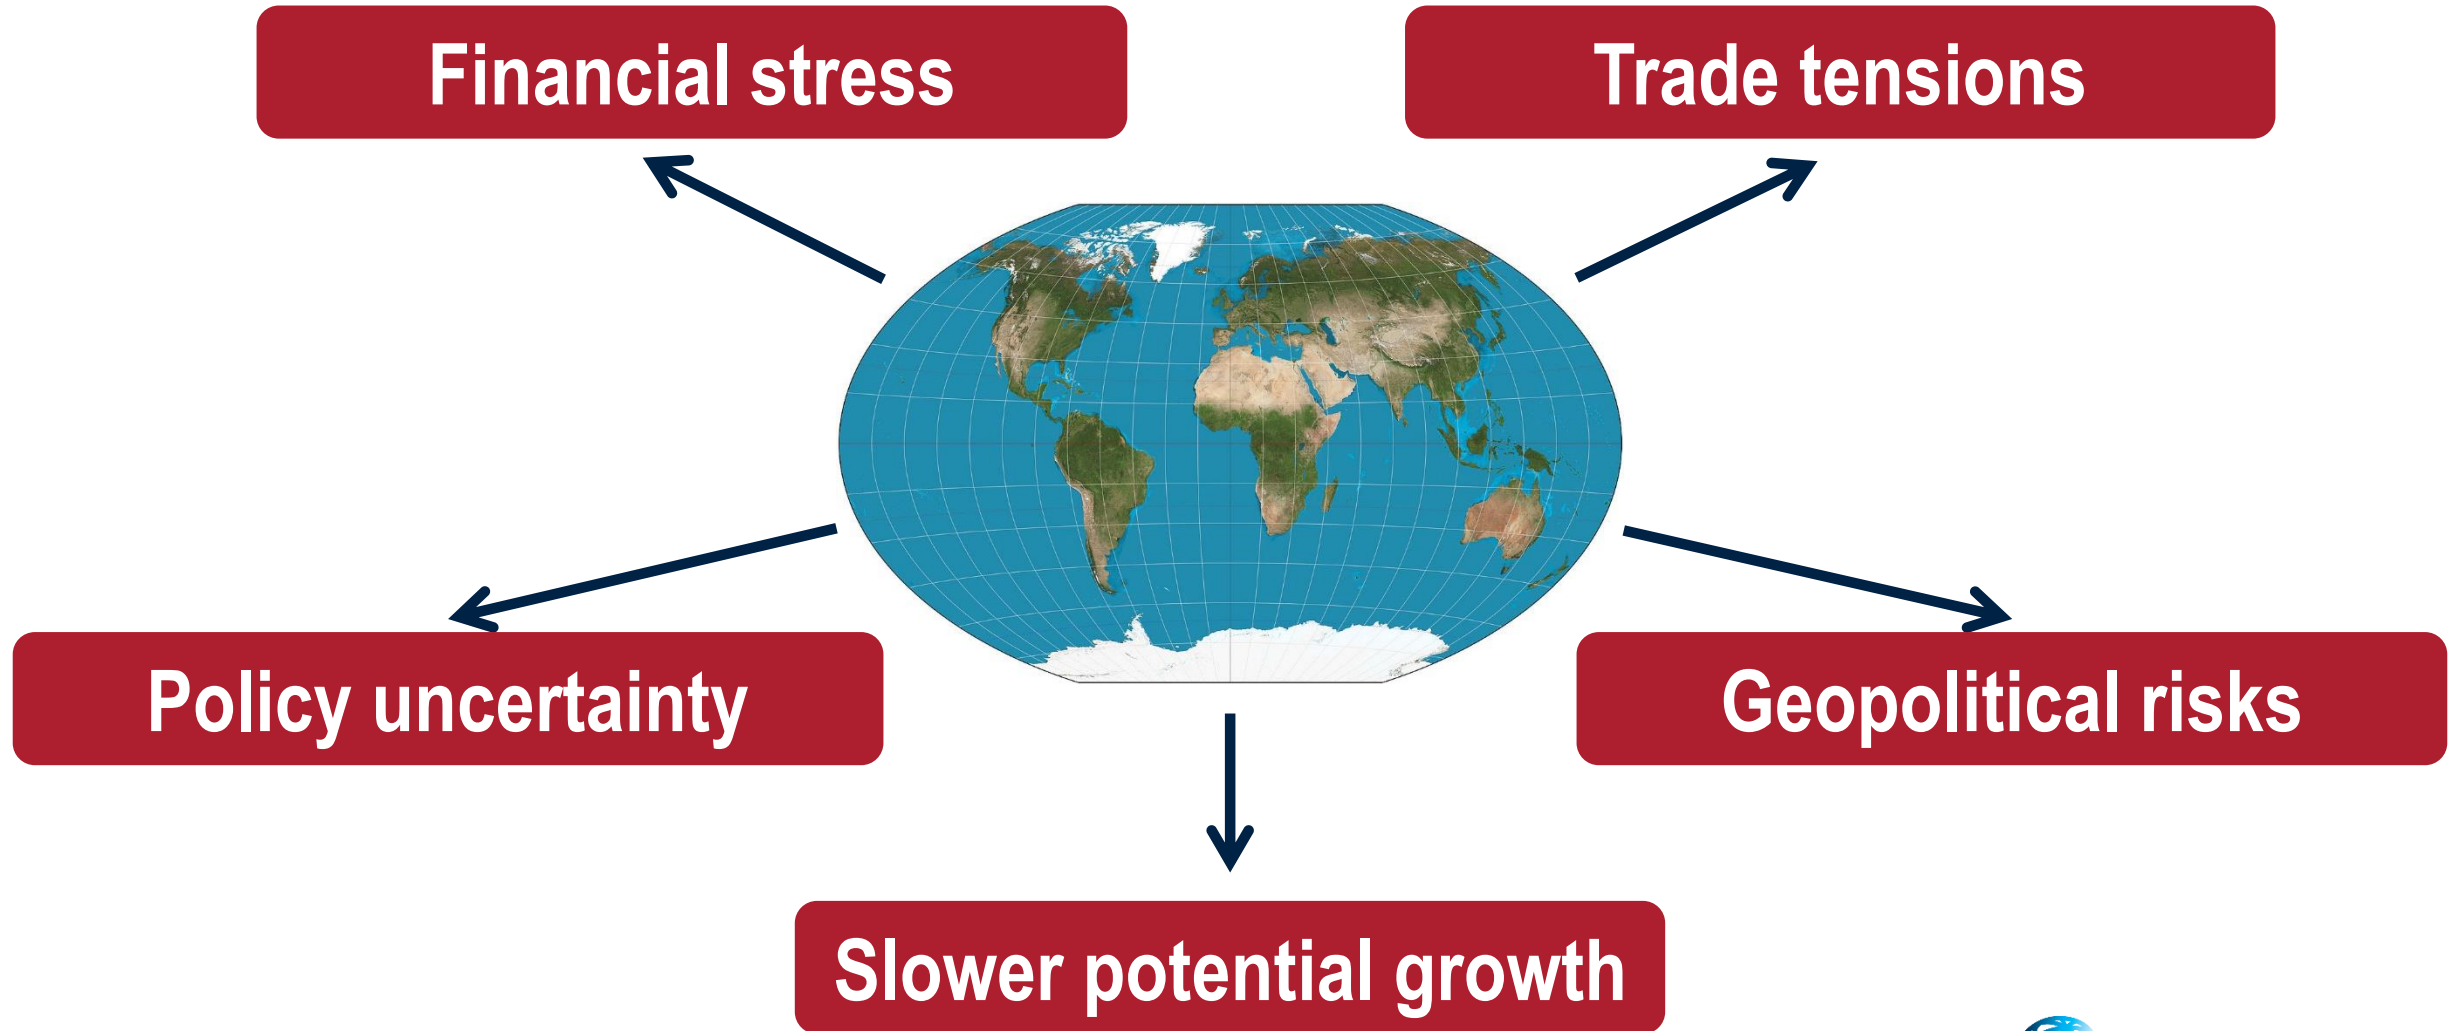 Financial stress
Trade tensions
Policy uncertainty
Geopolitical risks
Slower potential growth